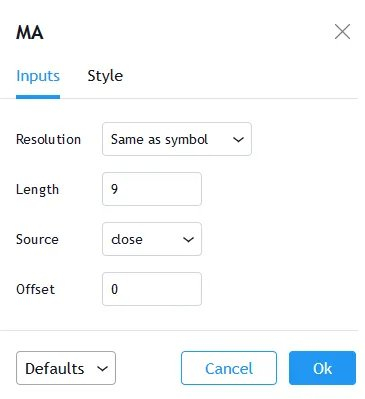 MA
Inputs Style
Resolution Same as symbol
Length 9
Source close
Offset 0
Defaults Cancel Ok